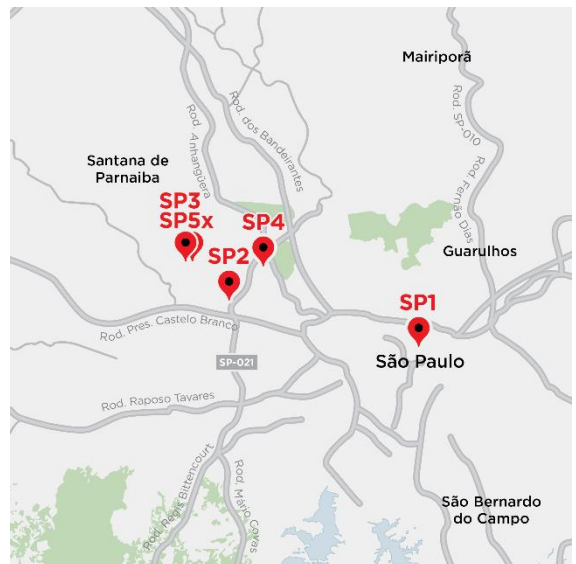 Mairiporã
Rod. SP-010
Rod. Fernão Dias
Rod. dos Bandeirantes
Rod. Anhangüera
Santana de
Parnaiba
SP3
SP5x
SP4
SP2
Guarulhos
SP1
São Paulo
Rod. Pres. Castelo Branco
SP-021
Rod. Raposo Tavares
Rod. Régis Bittencourt
Rod. Mário Covas
São Bernardo
do Campo